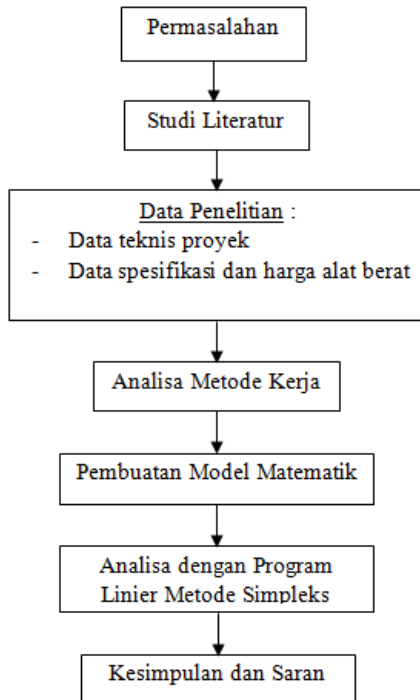 Permasalahan
Studi Literatur
Data Penelitian :
- Data teknis proyek
- Data spesifikasi dan harga alat berat
Analisa Metode Kerja
Pembuatan Model Matematik
Analisa dengan Program
Linier Metode Simpleks
Kesimpulan dan Saran